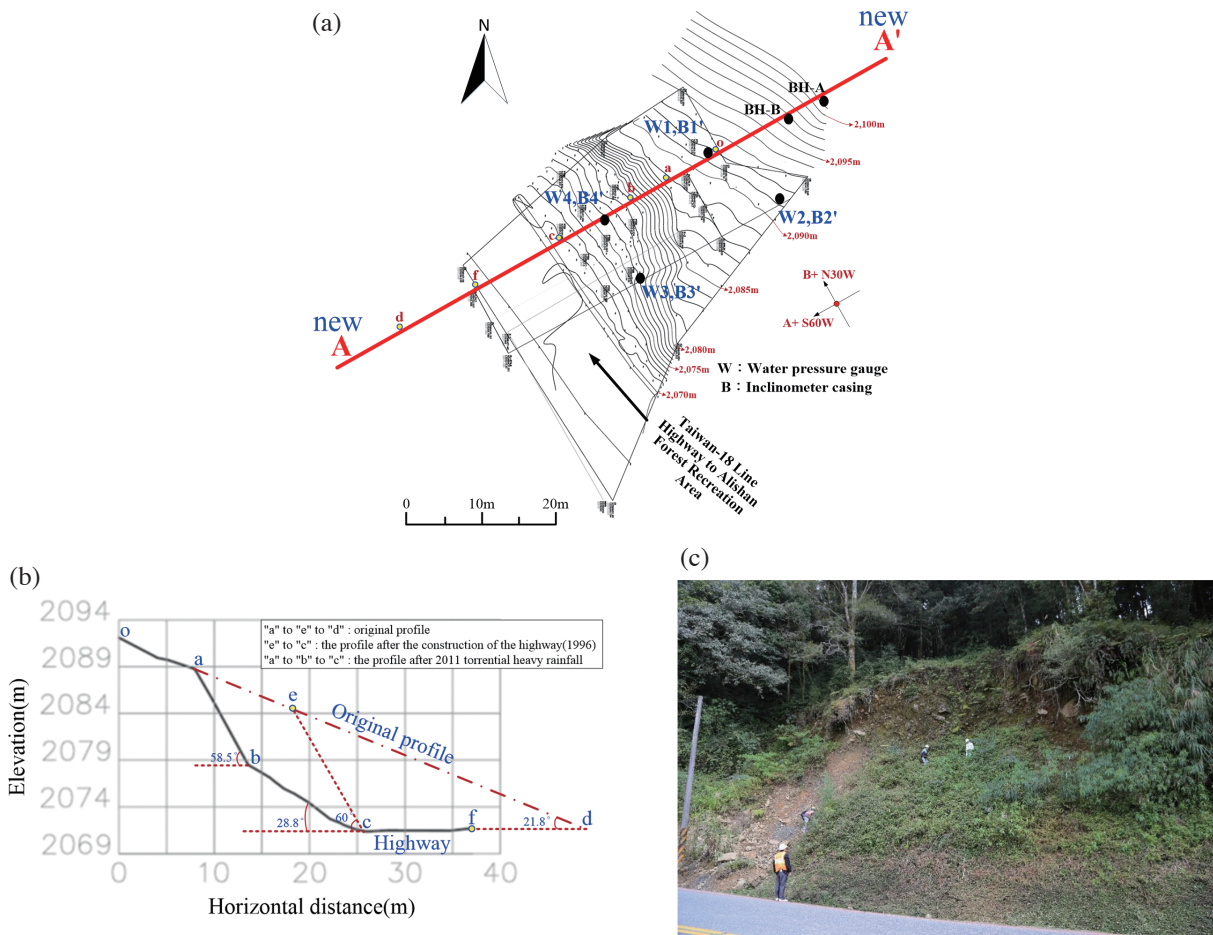 (a)
N
new
A'
BH-A
BH-B
2,100m
W1,B1'
o
2,095m
a
b
W4,B4'
W2,B2'
2,090m
c
B+ N30W
f
W3,B3'
2,085m
d
A+ S60W
new
A
2,080m
2,075m
W：Water pressure gauge
2,070m
B：Inclinometer casing
Taiwan-18 Line
Highway to Alishan
Forest Recreation
Area
0 10m 20m
(b)
(c)
Elevation(m)
2094
2089
2084
2079
2074
2069
"a" to "e" to "d" : original profile
"e" to "c" : the profile after the construction of the highway(1996)
"a" to "b" to "c" : the profile after 2011 torrential heavy rainfall
o
a
e
Original profile
58.5°
b
28.8°
60°
c
f
21.8°
d
Highway
0 10 20 30 40
Horizontal distance(m)